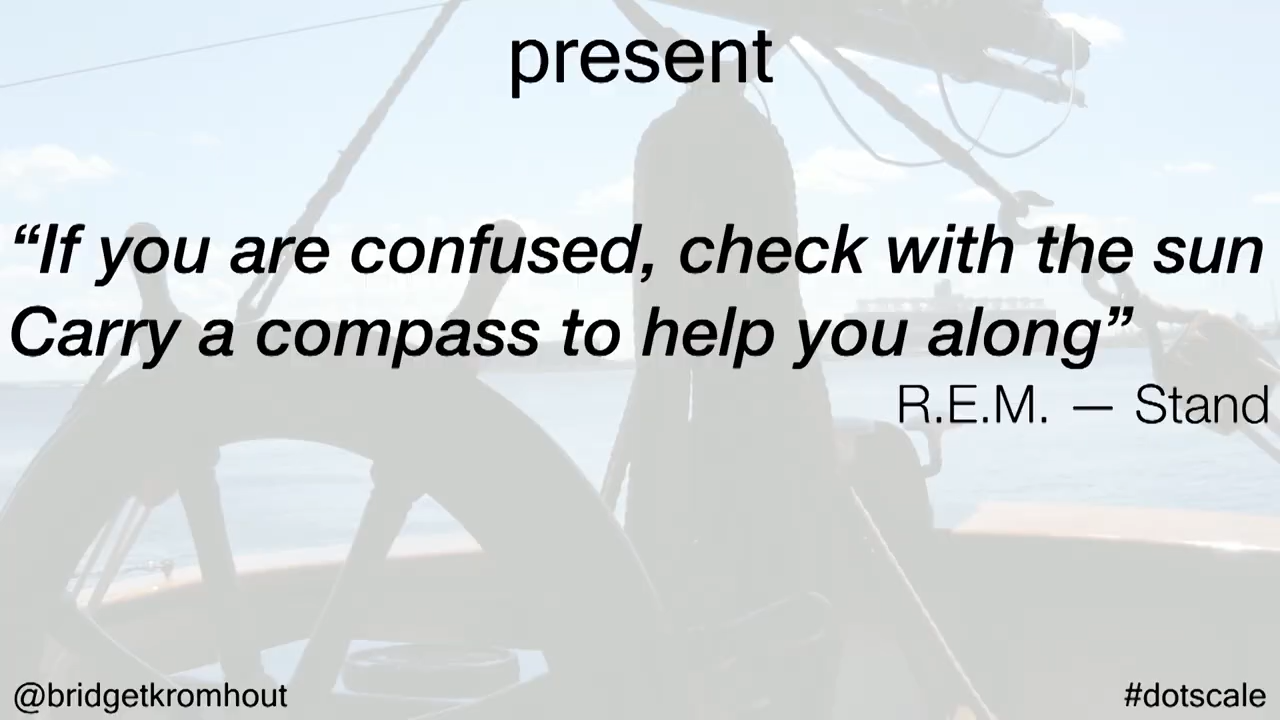 present
“If you are confused, check with the sun
Carry a compass to help you along”
R.E.M. — Stand
@bridgetkromhout
#dotscale